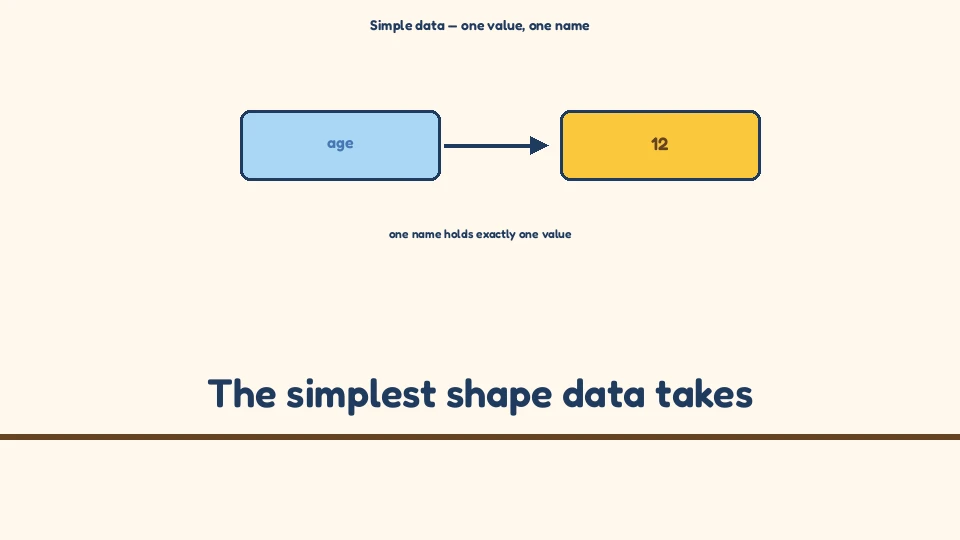 Simple data — one value, one name
age
12
one name holds exactly one value
The simplest shape data takes